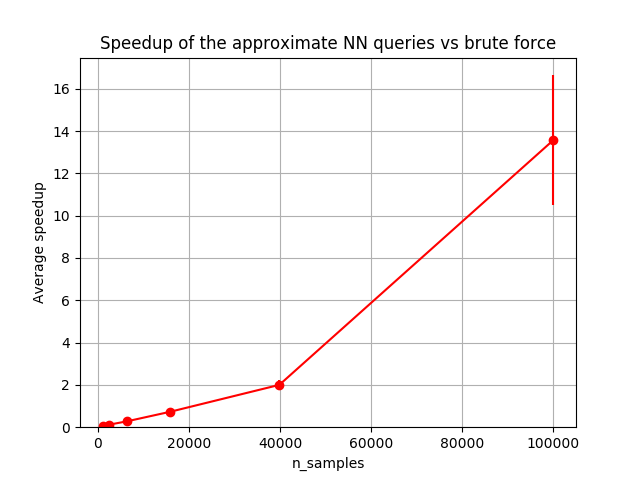 Speedup of the approximate NN queries vs brute force
Average speedup
16
14
12
10
8
6
4
2
0
0 20000 40000 60000 80000 100000
n_samples